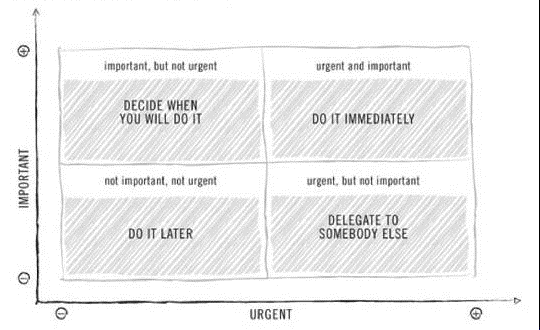 important, but not urgent
urgent and important
DECIDE WHEN
YOU WILL DO IT
DO IT IMMEDIATELY
IMPORTANT
not important, not urgent
urgent, but not important
DO IT LATER
DELEGATE TO
SOMEBODY ELSE
URGENT